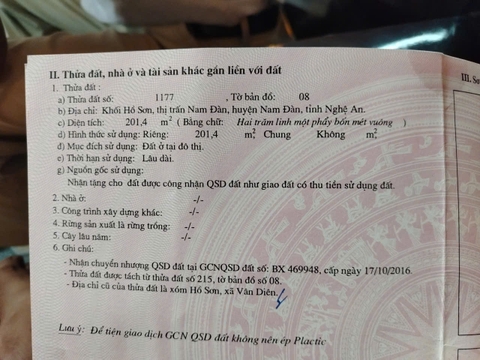 II. Thửa đất, nhà ở và tài sản khác gắn liền với đất
1. Thửa đất:
a) Thửa đất số: 1177 , Tờ bản đồ: 08
b) Địa chỉ: Khối Hồ Sơn, thị trấn Nam Đàn, huyện Nam Đàn, tỉnh Nghệ An.
c) Diện tích: 201,4 m² ( Bằng chữ: Hai trăm linh một phẩy bốn mét vuông )
d) Hình thức sử dụng: Riêng: 201,4 m², Chung Không m²,
đ) Mục đích sử dụng: Đất ở tại đô thị.
e) Thời hạn sử dụng: Lâu dài.
g) Nguồn gốc sử dụng:
Nhận tặng cho đất được công nhận QSD đất như giao đất có thu tiền sử dụng đất.
2. Nhà ở: -/-
3. Công trình xây dựng khác: -/-
4. Rừng sản xuất là rừng trồng: -/-
5. Cây lâu năm: -/-
6. Ghi chú:
- Nhận chuyển nhượng QSD đất tại GCNQSD đất số: BX 469948, cấp ngày 17/10/2016.
- Thửa đất được tách từ thửa đất số 215, tờ bản đồ số 08.
- Địa chỉ cũ của thửa đất là xóm Hồ Sơn, xã Vân Diên.
Lưu ý: Để tiện giao dịch GCN QSD đất không nên ép Plactic
III. Sơ